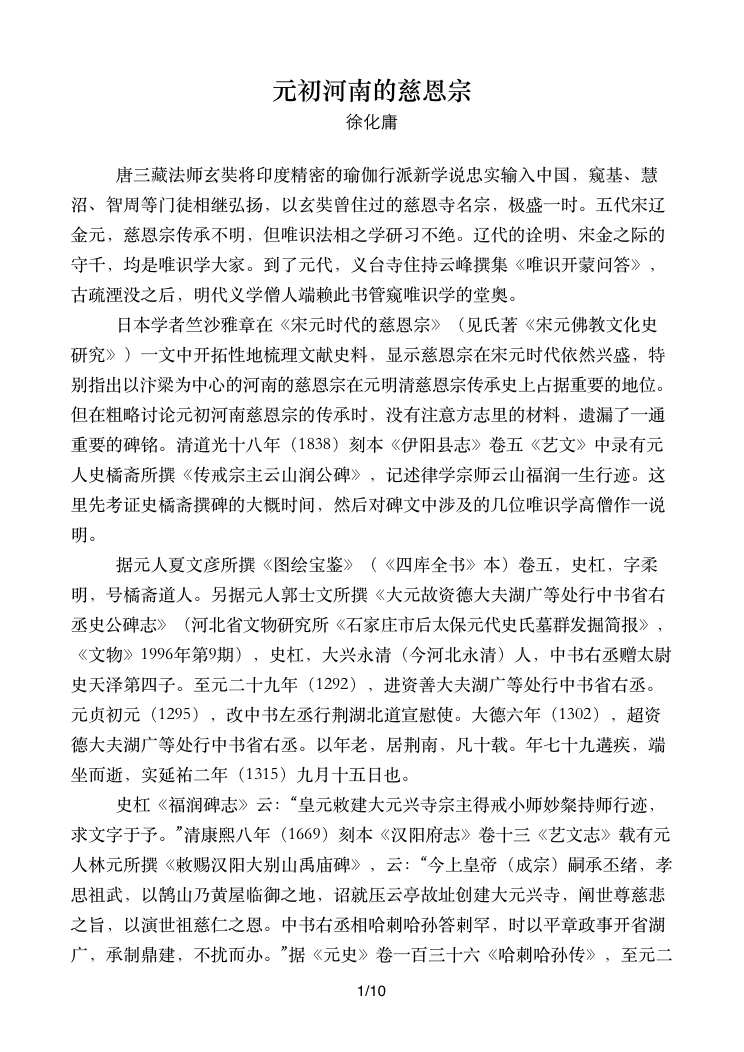 元初河南的慈恩宗
徐化庸
唐三藏法师玄奘将印度精密的瑜伽行派新学说忠实输入中国，窥基、慧
沼、智周等门徒相继弘扬，以玄奘曾住过的慈恩寺名宗，极盛一时。五代宋辽
金元，慈恩宗传承不明，但唯识法相之学研习不绝。辽代的诠明、宋金之际的
守千，均是唯识学大家。到了元代，义台寺住持云峰撰集《唯识开蒙问答》，
古疏湮没之后，明代义学僧人端赖此书管窥唯识学的堂奥。
日本学者竺沙雅章在《宋元时代的慈恩宗》（见氏著《宋元佛教文化史
研究》）一文中开拓性地梳理文献史料，显示慈恩宗在宋元时代依然兴盛，特
别指出以汴梁为中心的河南的慈恩宗在元明清慈恩宗传承史上占据重要的地位。
但在粗略讨论元初河南慈恩宗的传承时，没有注意方志里的材料，遗漏了一通
重要的碑铭。清道光十八年（1838）刻本《伊阳县志》卷五《艺文》中录有元
人史橘斋所撰《传戒宗主云山润公碑》，记述律学宗师云山福润一生行迹。这
里先考证史橘斋撰碑的大概时间，然后对碑文中涉及的几位唯识学高僧作一说
明。
据元人夏文彦所撰《图绘宝鉴》（《四库全书》本）卷五，史杠，字柔
明，号橘斋道人。另据元人郭士文所撰《大元故资德大夫湖广等处行中书省右
丞史公碑志》（河北省文物研究所《石家庄市后太保元代史氏墓群发掘简报》，
《文物》1996年第9期），史杠，大兴永清（今河北永清）人，中书右丞赠太尉
史天泽第四子。至元二十九年（1292），进资善大夫湖广等处行中书省右丞。
元贞初元（1295），改中书左丞行荆湖北道宣慰使。大德六年（1302），超资
德大夫湖广等处行中书省右丞。以年老，居荆南，凡十载。年七十九遘疾，端
坐而逝，实延祐二年（1315）九月十五日也。
史杠《福润碑志》云：“皇元敕建大元兴寺宗主得戒小师妙粲持师行迹，
求文字于予。”清康熙八年（1669）刻本《汉阳府志》卷十三《艺文志》载有元
人林元所撰《敕赐汉阳大别山禹庙碑》，云：“今上皇帝（成宗）嗣承丕绪，孝
思祖武，以鹄山乃黄屋临御之地，诏就压云亭故址创建大元兴寺，阐世尊慈悲
之旨，以演世祖慈仁之恩。中书右丞相哈刺哈孙答刺罕，时以平章政事开省湖
广，承制鼎建，不扰而办。”据《元史》卷一百三十六《哈刺哈孙传》，至元二
1/10